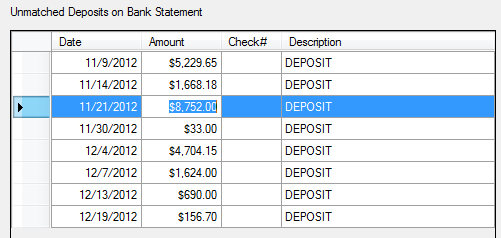 Unmatched Deposits on Bank Statement
Date Amount Check# Description
11/9/2012 $5,229.65 DEPOSIT
11/14/2012 $1,668.18 DEPOSIT
11/21/2012 $8,752.00 DEPOSIT
11/30/2012 $33.00 DEPOSIT
12/4/2012 $4,704.15 DEPOSIT
12/7/2012 $1,624.00 DEPOSIT
12/13/2012 $690.00 DEPOSIT
12/19/2012 $156.70 DEPOSIT